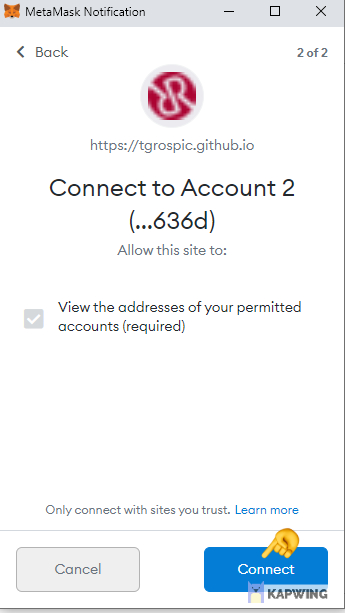 MetaMask Notification
Back
2 of 2
https://tgrospic.github.io
Connect to Account 2
(...636d)
Allow this site to:
View the addresses of your permitted
accounts (required)
Only connect with sites you trust. Learn more
Cancel
Connect
KAPWING